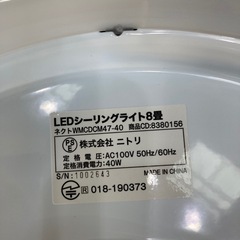 LEDシーリングライト8畳
ネクトWMCDCM47-40 商品CD:8380156
PS E 株式会社 ニトリ
定 格 電 圧:AC100V 50Hz/60Hz
定格消費電力:40W
S/N:1002643 MADE IN CHINA
R 018-190373